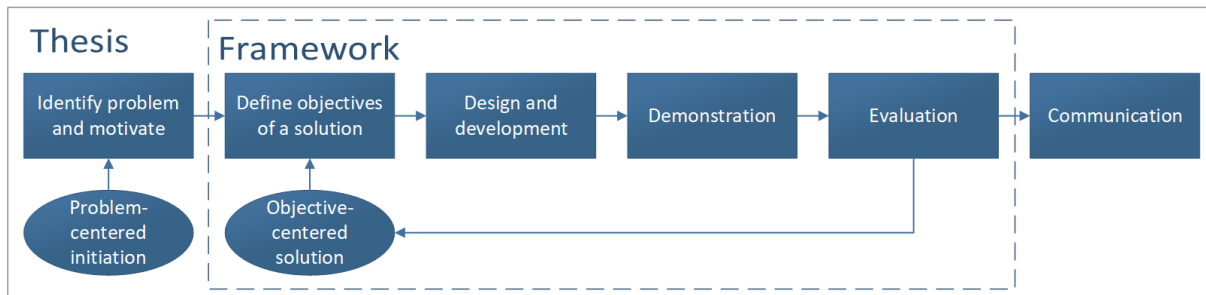 Thesis
Framework
Identify problem
and motivate
Define objectives
of a solution
Design and
development
Demonstration
Evaluation
Communication
Problem-
centered
initiation
Objective-
centered
solution